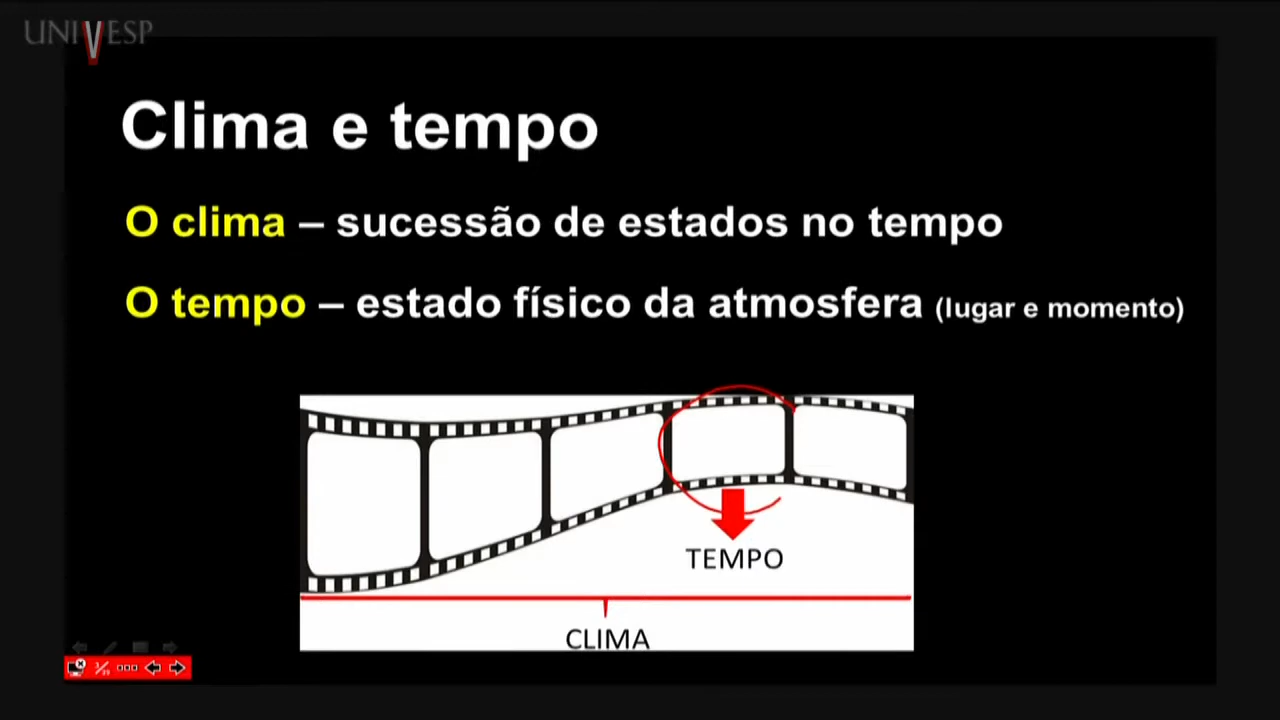 UNIVESP
Clima e tempo
O clima – sucessão de estados no tempo
O tempo – estado físico da atmosfera (lugar e momento)
TEMPO
CLIMA